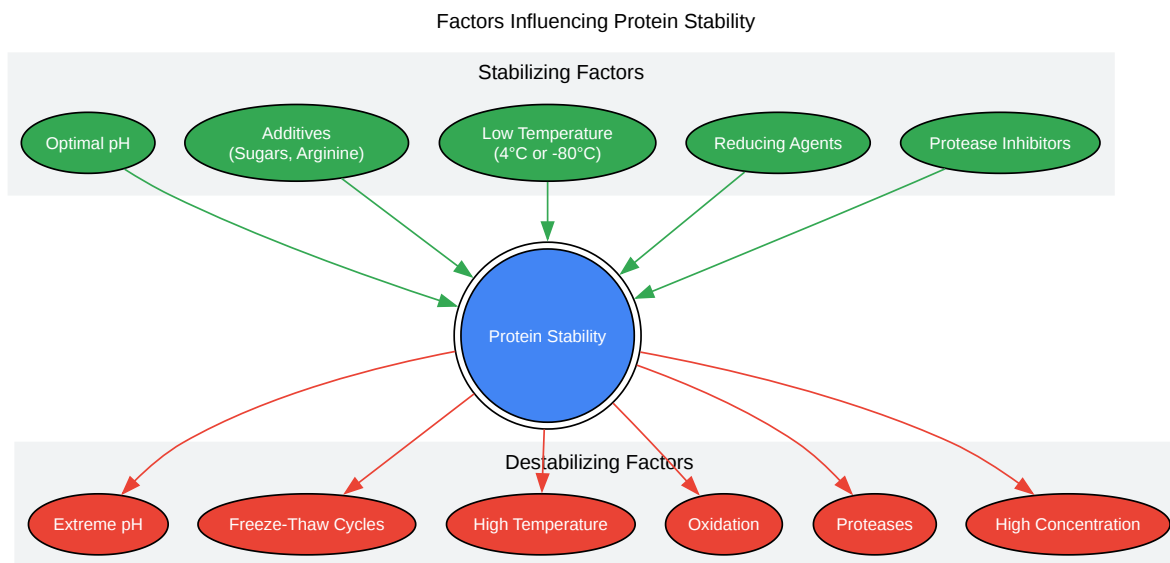 Factors Influencing Protein Stability
Stabilizing Factors
Optimal pH
Additives
(Sugars, Arginine)
Low Temperature
(4°C or -80°C)
Reducing Agents
Protease Inhibitors
Protein Stability
Destabilizing Factors
Extreme pH
Freeze-Thaw Cycles
High Temperature
Oxidation
Proteases
High Concentration